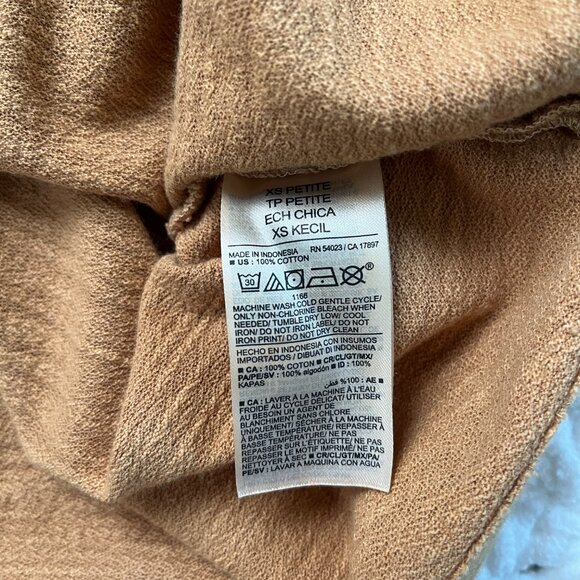 XS PETITE
TP PETITE
ECH CHICA
XS KECIL
MADE IN INDONESIA RN 54023 / CA 17897
▪ US : 100% COTTON
30 ®
1166
MACHINE WASH COLD GENTLE CYCLE/
ONLY NON-CHLORINE BLEACH WHEN
NEEDED/ TUMBLE DRY LOW/ COOL
IRON/ DO NOT IRON LABEL/ DO NOT
IRON PRINT/ DO NOT DRY CLEAN
HECHO EN INDONESIA CON INSUMOS
IMPORTADOS / DIBUAT DI INDONESIA
▪ CA : 100% COTON ▪ CR/CL/GT/MX/
PA/PE/SV : 100% algodón ▪ ID : 100%
KAPAS
▪ AE : 100% قطن
▪ CA : LAVER À LA MACHINE À L'EAU
FROIDE AU CYCLE DÉLICAT/ UTILISER
AU BESOIN UN AGENT DE
BLANCHIMENT SANS CHLORE
UNIQUEMENT/ SÉCHER À LA MACHINE
À BASSE TEMPÉRATURE/ REPASSER
À BASSE TEMPÉRATURE/ NE PAS
REPASSER SUR L'ÉTIQUETTE/ NE PAS
REPASSER LE MOTIF IMPRIMÉ/ NE PAS
NETTOYER À SEC ▪ CR/CL/GT/MX/PA/
PE/SV : LAVAR A MAQUINA CON AGUA